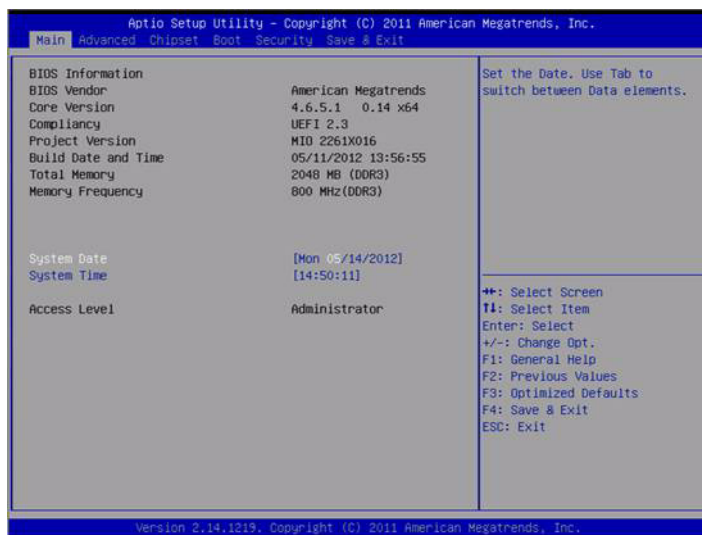 Aptio Setup Utility – Copyright (C) 2011 American Megatrends, Inc.
Main Advanced Chipset Boot Security Save & Exit
BIOS Information
BIOS Vendor American Megatrends
Core Version 4.6.5.1 0.14 x64
Compliancy UEFI 2.3
Project Version MIO 2261X016
Build Date and Time 05/11/2012 13:56:55
Total Memory 2048 MB (DDR3)
Memory Frequency 800 MHz(DDR3)
System Date [Mon 05/14/2012]
System Time [14:50:11]
Access Level Administrator
Set the Date. Use Tab to
switch between Data elements.
→←: Select Screen
↑↓: Select Item
Enter: Select
+/-: Change Opt.
F1: General Help
F2: Previous Values
F3: Optimized Defaults
F4: Save & Exit
ESC: Exit
Version 2.14.1219. Copyright (C) 2011 American Megatrends, Inc.